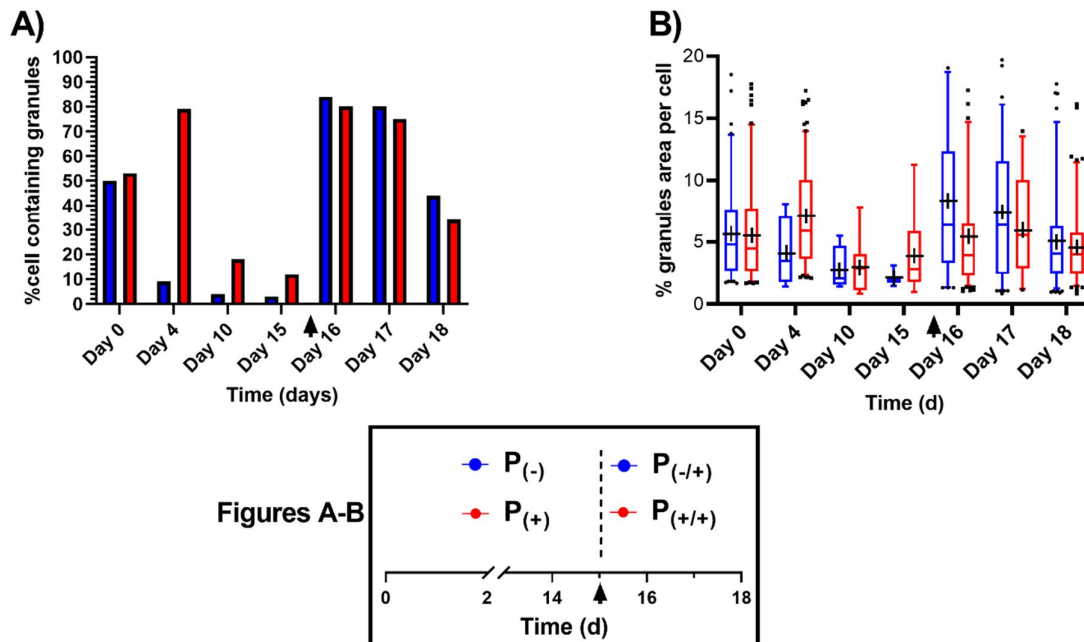 A)
%cell containing granules
100
90
80
70
60
50
40
30
20
10
0
Day 0
Day 4
Day 10
Day 15
Day 16
Day 17
Day 18
Time (days)
B)
% granules area per cell
20
15
10
5
0
Day 0
Day 4
Day 10
Day 15
Day 16
Day 17
Day 18
Time (d)
Figures A-B
P(-) P(-/+)
P(+) P(+/+)
0 2 14 16 18
Time (d)